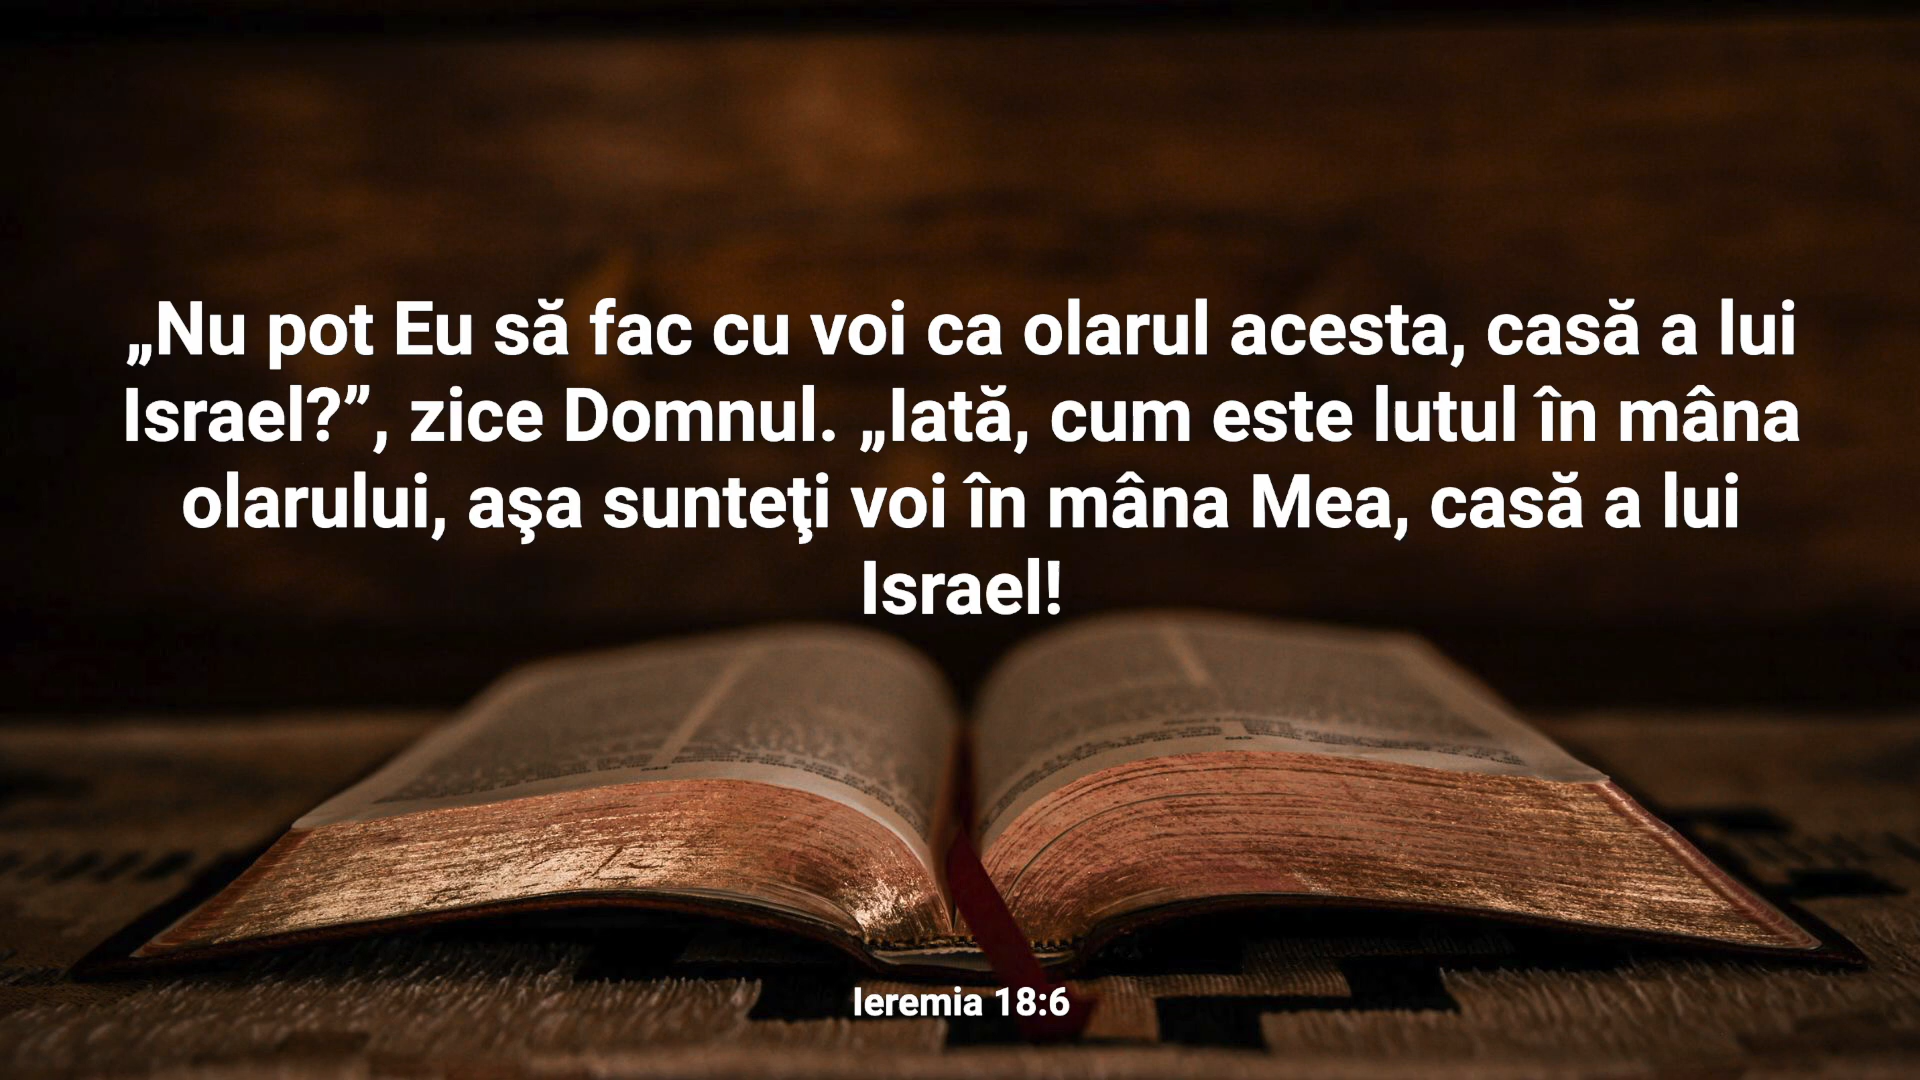 „Nu pot Eu să fac cu voi ca olarul acesta, casă a lui
Israel?”, zice Domnul. „Iată, cum este lutul în mâna
olarului, aşa sunteţi voi în mâna Mea, casă a lui
Israel!
Ieremia 18:6